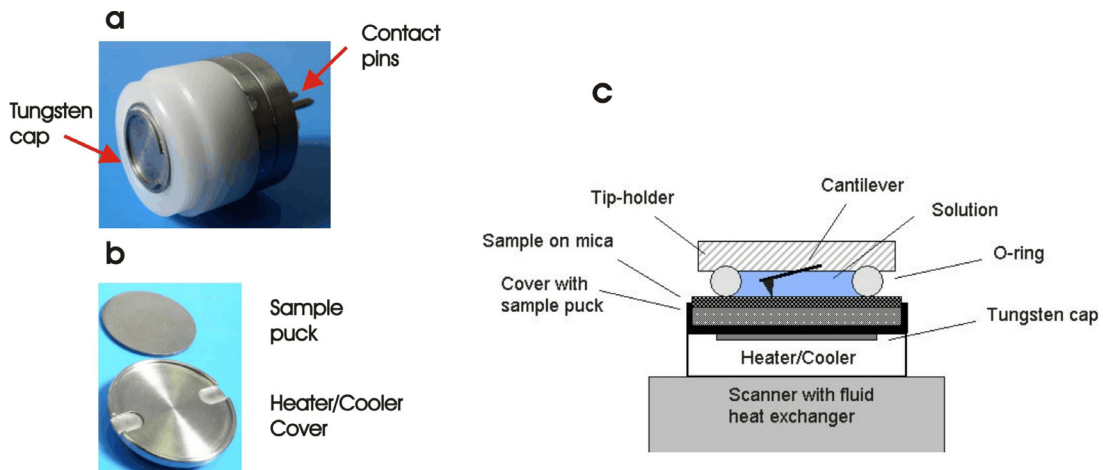 a
Contact
pins
Tungsten
cap
b
Sample
puck
Heater/Cooler
Cover
c
Cantilever
Tip-holder
Solution
Sample on mica
O-ring
Cover with
sample puck
Tungsten cap
Heater/Cooler
Scanner with fluid
heat exchanger